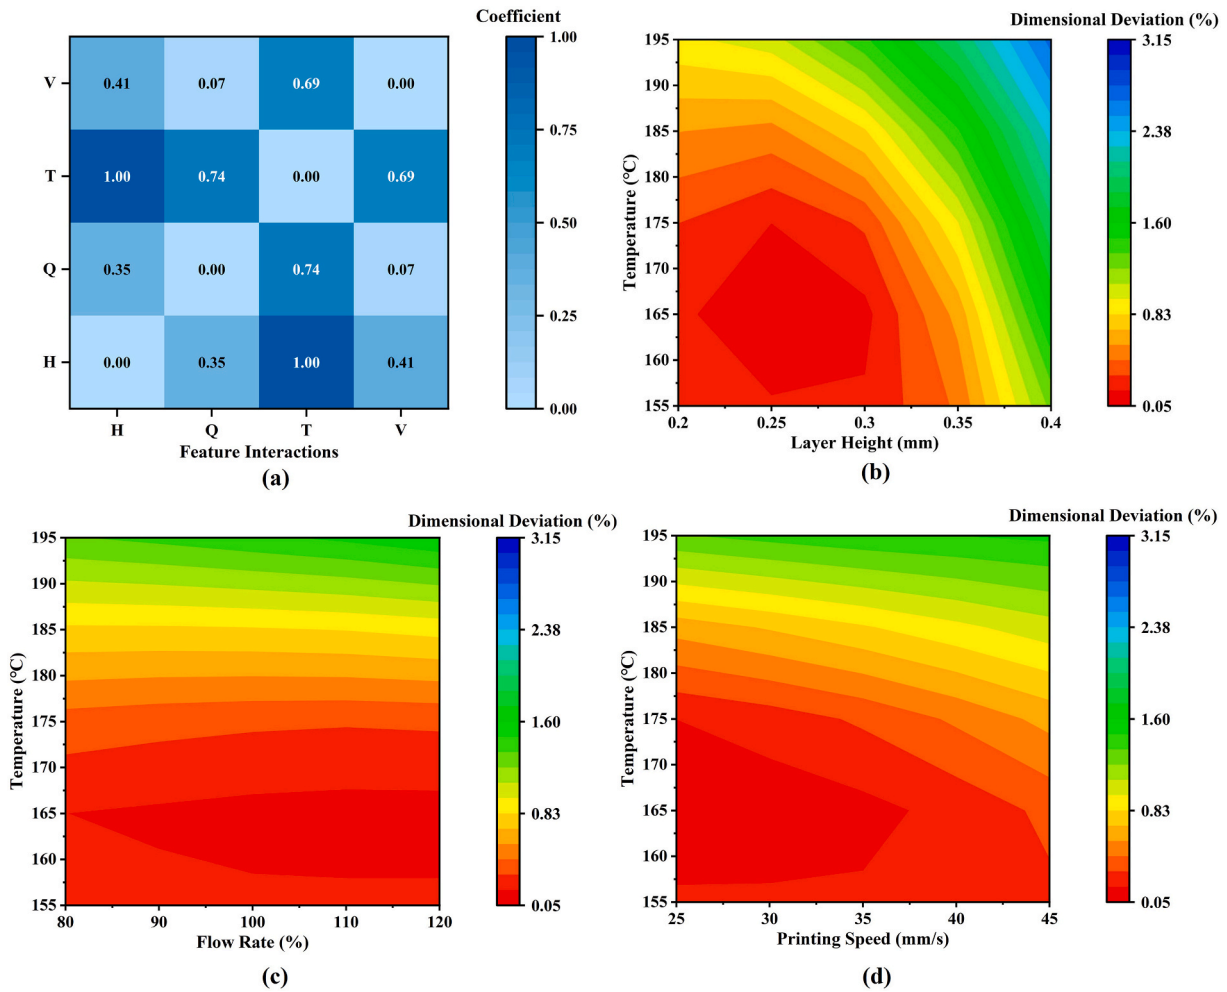 Coefficient
V 0.41 0.07 0.69 0.00
T 1.00 0.74 0.00 0.69
Q 0.35 0.00 0.74 0.07
H 0.00 0.35 1.00 0.41
H Q T V
Feature Interactions
1.00
0.75
0.50
0.25
0.00
(a)
Dimensional Deviation (%)
Temperature (℃)
195
190
185
180
175
170
165
160
155
0.2 0.25 0.3 0.35 0.4
Layer Height (mm)
3.15
2.38
1.60
0.83
0.05
(b)
Dimensional Deviation (%)
Temperature (℃)
195
190
185
180
175
170
165
160
155
80 90 100 110 120
Flow Rate (%)
3.15
2.38
1.60
0.83
0.05
(c)
Dimensional Deviation (%)
Temperature (℃)
195
190
185
180
175
170
165
160
155
25 30 35 40 45
Printing Speed (mm/s)
3.15
2.38
1.60
0.83
0.05
(d)